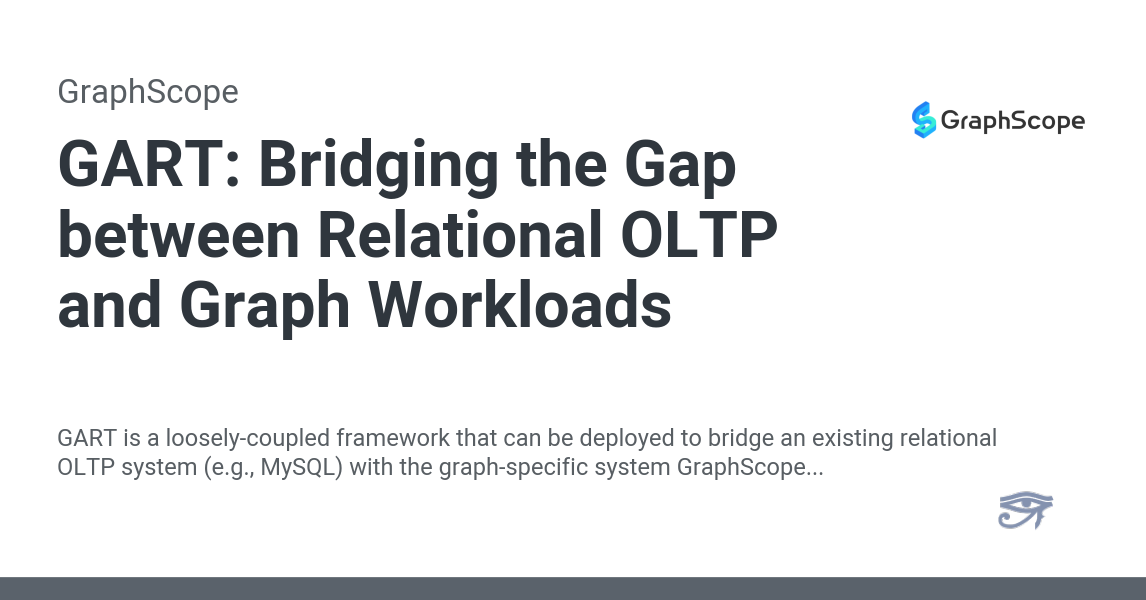 GraphScope
GraphScope
GART: Bridging the Gap
between Relational OLTP
and Graph Workloads
GART is a loosely-coupled framework that can be deployed to bridge an existing relational
OLTP system (e.g., MySQL) with the graph-specific system GraphScope...